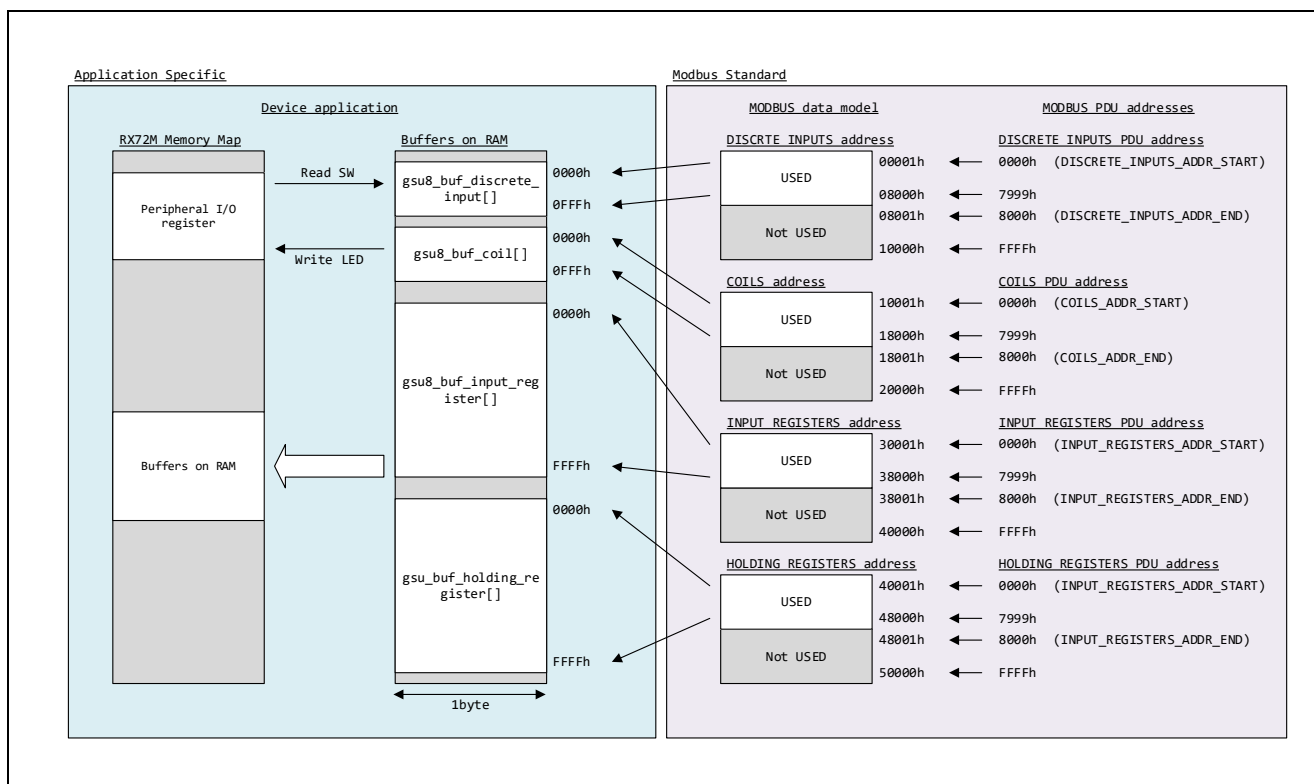 Application Specific
Device application
RX72M Memory Map
Peripheral I/O
register
Buffers on RAM
Read SW
Write LED
Buffers on RAM
gsu8_buf_discrete_
input[]
0000h
0FFFh
gsu8_buf_coil[]
0000h
0FFFh
gsu8_buf_input_reg
ister[]
0000h
FFFFh
gsu_buf_holding_re
gister[]
0000h
FFFFh
1byte
Modbus Standard
MODBUS data model
MODBUS PDU addresses
DISCRTE INPUTS address
DISCRETE INPUTS PDU address
USED
00001h
0000h (DISCRETE_INPUTS_ADDR_START)
08000h
7999h
Not USED
08001h
8000h (DISCRETE_INPUTS_ADDR_END)
10000h
FFFFh
COILS address
COILS PDU address
USED
10001h
0000h (COILS_ADDR_START)
18000h
7999h
Not USED
18001h
8000h (COILS_ADDR_END)
20000h
FFFFh
INPUT REGISTERS address
INPUT REGISTERS PDU address
USED
30001h
0000h (INPUT_REGISTERS_ADDR_START)
38000h
7999h
Not USED
38001h
8000h (INPUT_REGISTERS_ADDR_END)
40000h
FFFFh
HOLDING REGISTERS address
HOLDING REGISTERS PDU address
USED
40001h
0000h (INPUT_REGISTERS_ADDR_START)
48000h
7999h
Not USED
48001h
8000h (INPUT_REGISTERS_ADDR_END)
50000h
FFFFh